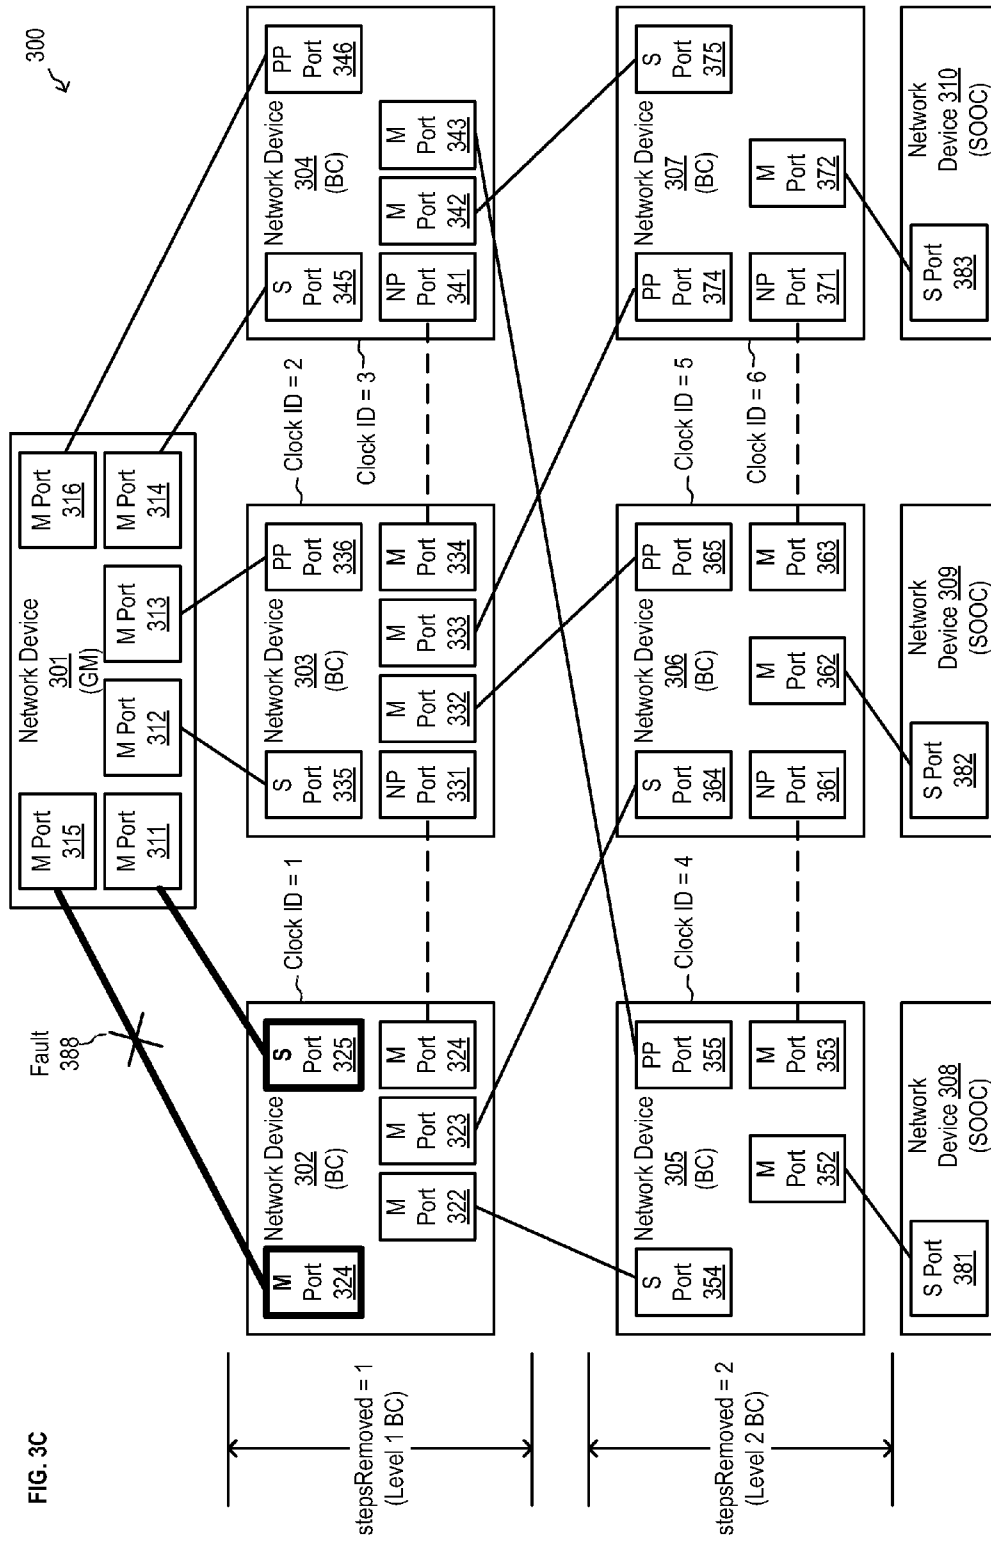 FIG. 3C
300
Network Device
301
(GM)
M Port
315
M Port
311
M Port
312
M Port
313
M Port
316
M Port
314
Fault
388
stepsRemoved = 1
(Level 1 BC)
Clock ID = 1
Network Device
302
(BC)
M
Port
324
S
Port
325
M
Port
322
M
Port
323
M
Port
324
Clock ID = 2
Network Device
303
(BC)
S
Port
335
PP
Port
336
NP
Port
331
M
Port
332
M
Port
333
M
Port
334
Clock ID = 3
Network Device
304
(BC)
S
Port
345
PP
Port
346
NP
Port
341
M
Port
342
M
Port
343
stepsRemoved = 2
(Level 2 BC)
Clock ID = 4
Network Device
305
(BC)
S
Port
354
PP
Port
355
M
Port
352
M
Port
353
Clock ID = 5
Network Device
306
(BC)
S
Port
364
PP
Port
365
NP
Port
361
M
Port
362
M
Port
363
Clock ID = 6
Network Device
307
(BC)
PP
Port
374
S
Port
375
NP
Port
371
M
Port
372
S Port
381
Network
Device 308
(SOOC)
S Port
382
Network
Device 309
(SOOC)
S Port
383
Network
Device 310
(SOOC)